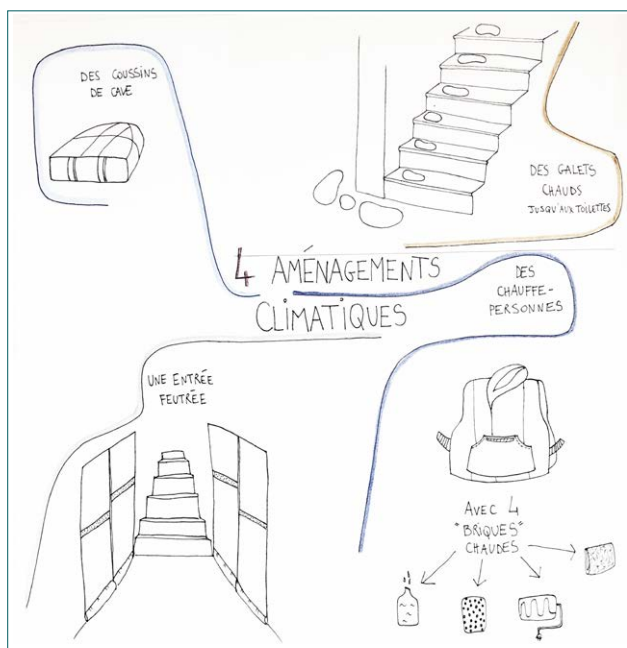 DES COUSSINS
DE CAVE
DES GALETS
CHAUDS
JUSQU'AUX TOILETTES
4 AMÉNAGEMENTS
CLIMATIQUES
DES
CHAUFFE-
PERSONNES
UNE ENTRÉE
FEUTRÉE
AVEC 4
"BRIQUES"
CHAUDES